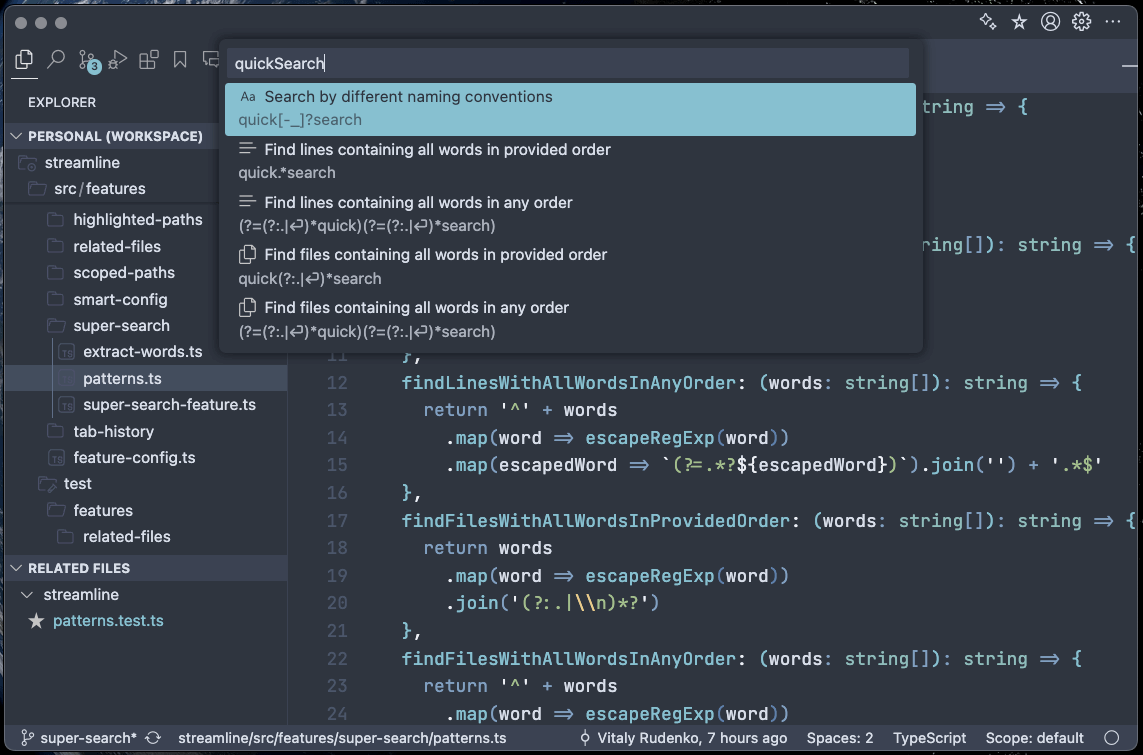 quickSearch
Aa Search by different naming conventions
quick[-_]?search
Find lines containing all words in provided order
quick.*search
Find lines containing all words in any order
(?=(?:.|⏎)*quick)(?=(?:.|⏎)*search)
Find files containing all words in provided order
quick(?:.|⏎)*search
Find files containing all words in any order
(?=(?:.|⏎)*quick)(?=(?:.|⏎)*search)
3
EXPLORER
PERSONAL (WORKSPACE)
streamline
src/features
highlighted-paths
related-files
scoped-paths
smart-config
super-search
TS extract-words.ts
patterns.ts
TS super-search-feature.ts
tab-history
TS feature-config.ts
test
features
related-files
RELATED FILES
streamline
patterns.test.ts
tring => {
ring[]): string => {
11 },
12 findLinesWithAllWordsInAnyOrder: (words: string[]): string => {
13 return '^' + words
14 .map(word => escapeRegExp(word))
15 .map(escapedWord => `(?=.*?${escapedWord})`).join('') + '.*$'
16 },
17 findFilesWithAllWordsInProvidedOrder: (words: string[]): string => {
18 return words
19 .map(word => escapeRegExp(word))
20 .join('(?:.|\\n)*?')
21 },
22 findFilesWithAllWordsInAnyOrder: (words: string[]): string => {
23 return '^' + words
24 .map(word => escapeRegExp(word))
super-search* streamline/src/features/super-search/patterns.ts Vitaly Rudenko, 7 hours ago Spaces: 2 TypeScript Scope: default